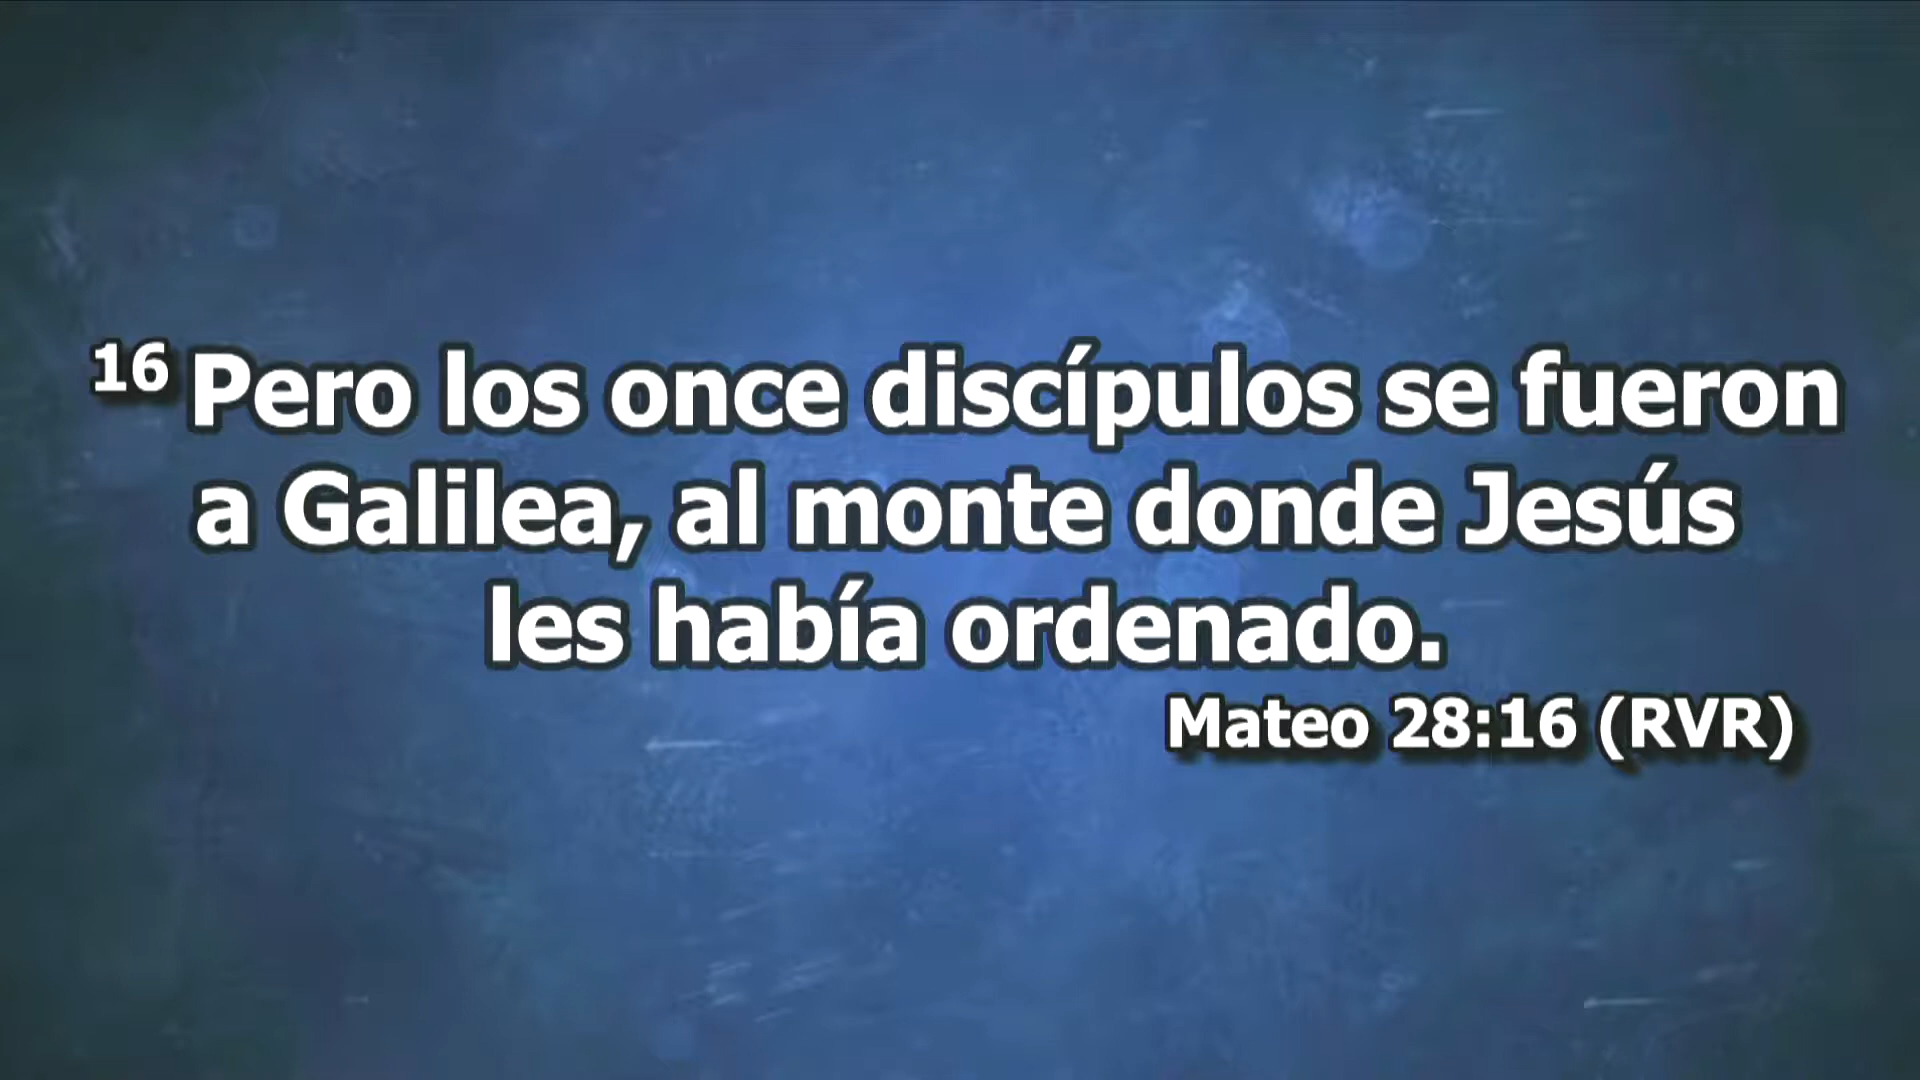 16 Pero los once discípulos se fueron
a Galilea, al monte donde Jesús
les había ordenado.
Mateo 28:16 (RVR)